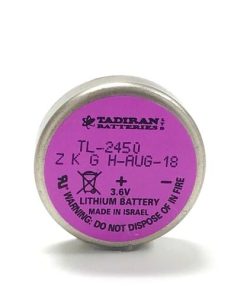 TADIRAN LTD
BATTERIES
TL-2450
Z K G H-AUG-18
+ -
3.6V
LITHIUM BATTERY
MADE IN ISRAEL
WARNING: DO NOT DISPOSE OF IN FIRE